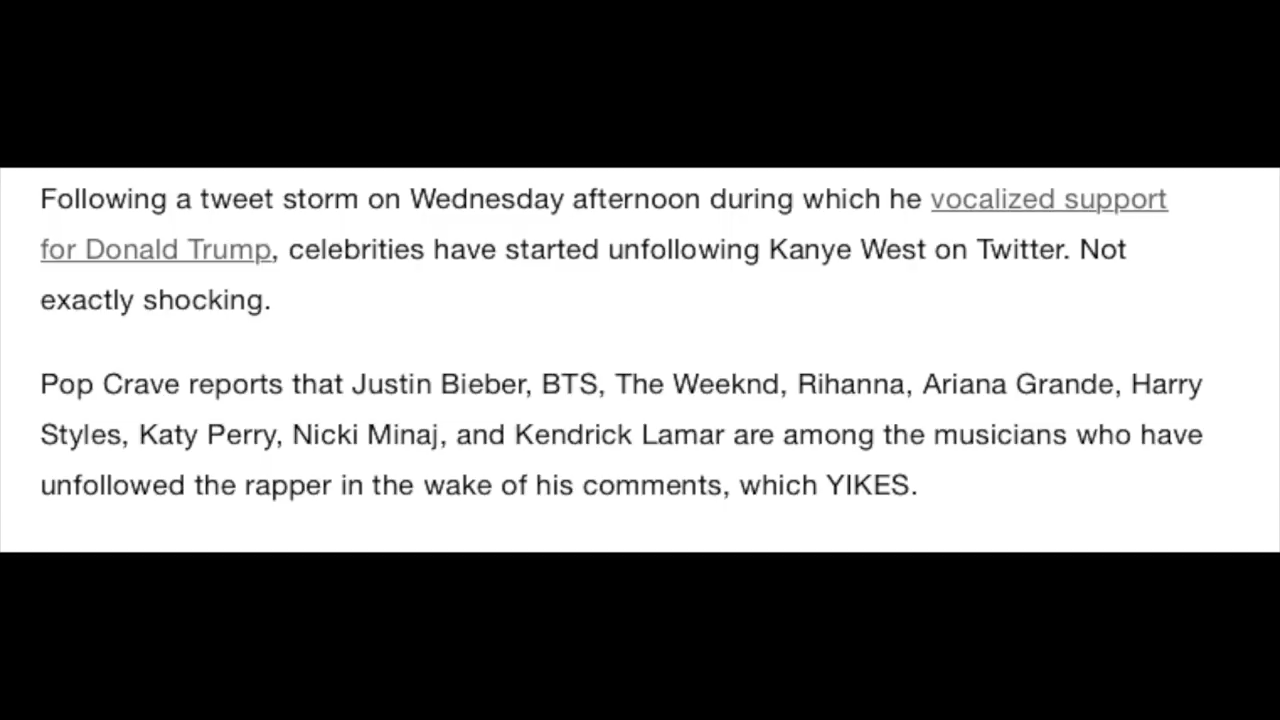 Following a tweet storm on Wednesday afternoon during which he vocalized support
for Donald Trump, celebrities have started unfollowing Kanye West on Twitter. Not
exactly shocking.
Pop Crave reports that Justin Bieber, BTS, The Weeknd, Rihanna, Ariana Grande, Harry
Styles, Katy Perry, Nicki Minaj, and Kendrick Lamar are among the musicians who have
unfollowed the rapper in the wake of his comments, which YIKES.